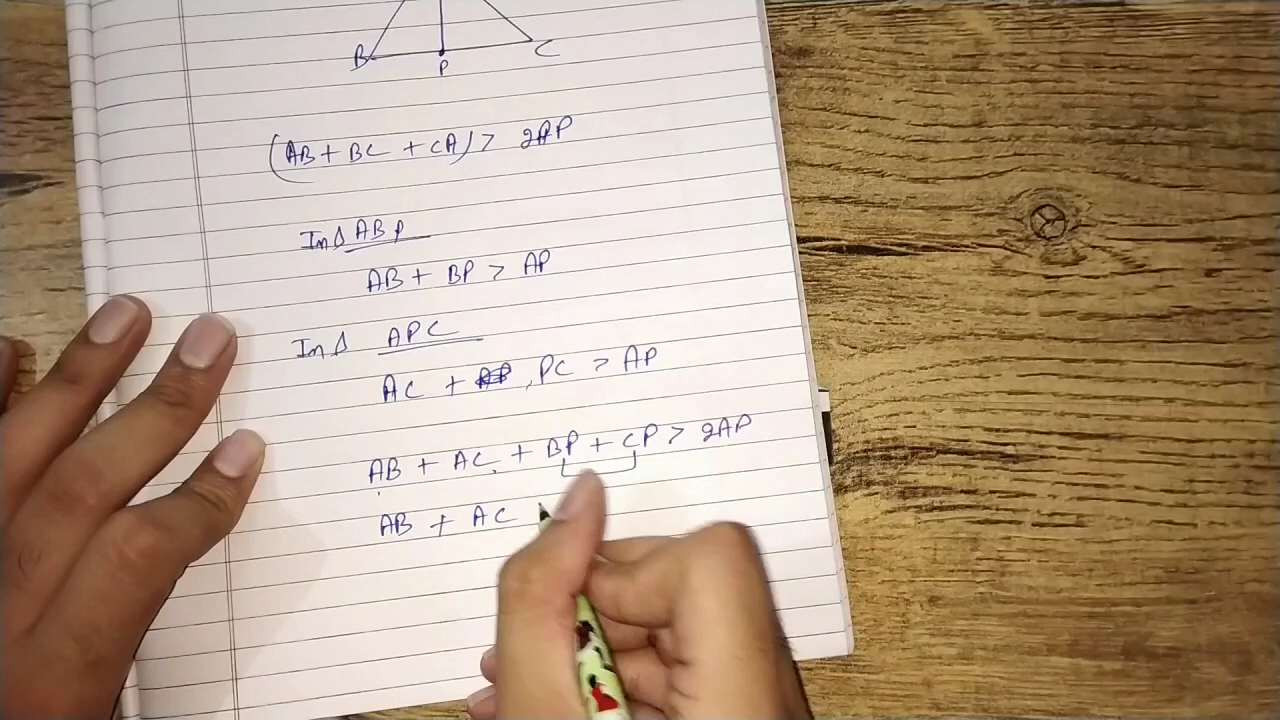 B P C
(AB + BC + CA) > 2AP
In Δ ABP
AB + BP > AP
In Δ APC
AC + PC > AP
AB + AC + BP + CP > 2AP
AB + AC